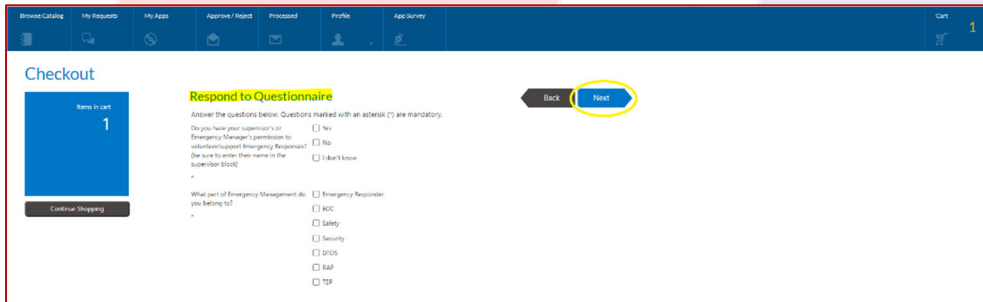 Browse Catalog
My Requests
My Apps
Approve / Reject
Processed
Profile
App Survey
Cart
1
Checkout
Items in cart
1
Continue Shopping
Respond to Questionnaire
Answer the questions below. Questions marked with an asterisk (*) are mandatory.
Do you have your supervisor's or
Emergency Manager's permission to
volunteer/support Emergency Responses?
(be sure to enter their name in the
supervisor block)
*
Yes
No
I don't know
What part of Emergency Management do
you belong to?
*
Emergency Responder
EOC
Safety
Security
DTOS
RAP
TEP
Back
Next